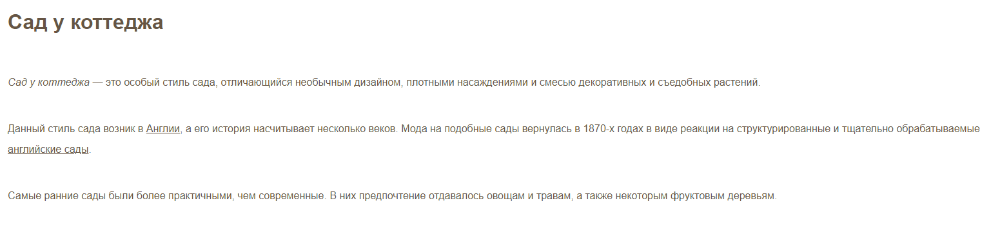 Сад у коттеджа
Сад у коттеджа — это особый стиль сада, отличающийся необычным дизайном, плотными насаждениями и смесью декоративных и съедобных растений.
Данный стиль сада возник в Англии, а его история насчитывает несколько веков. Мода на подобные сады вернулась в 1870-х годах в виде реакции на структурированные и тщательно обрабатываемые
английские сады.
Самые ранние сады были более практичными, чем современные. В них предпочтение отдавалось овощам и травам, а также некоторым фруктовым деревьям.